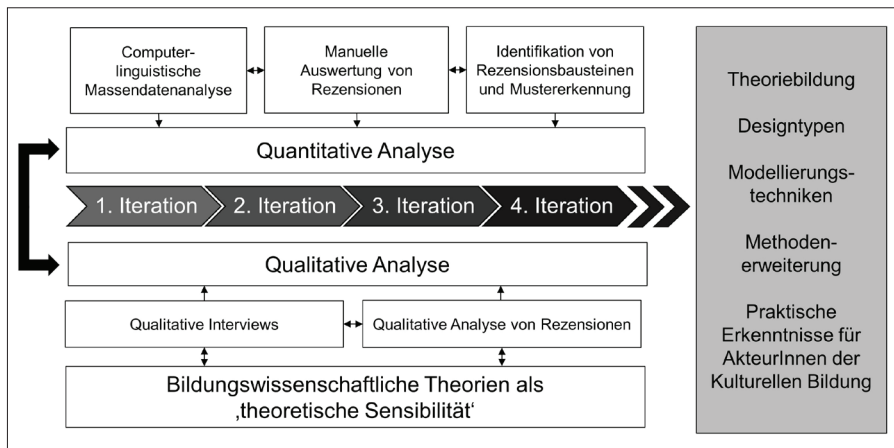 Computer-
linguistische
Massendatenanalyse
Manuelle
Auswertung von
Rezensionen
Identifikation von
Rezensionsbausteinen
und Mustererkennung
Quantitative Analyse
1. Iteration
2. Iteration
3. Iteration
4. Iteration
Qualitative Analyse
Qualitative Interviews
Qualitative Analyse von Rezensionen
Bildungswissenschaftliche Theorien als
‚theoretische Sensibilität‘
Theoriebildung
Designtypen
Modellierungs-
techniken
Methoden-
erweiterung
Praktische
Erkenntnisse für
AkteurInnen der
Kulturellen Bildung